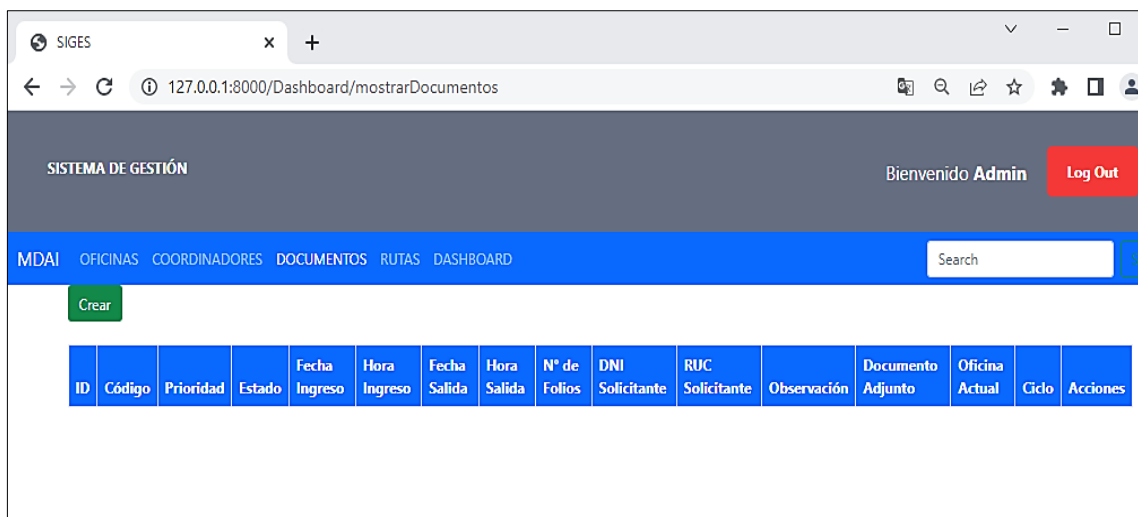 SIGES
127.0.0.1:8000/Dashboard/mostrarDocumentos
SISTEMA DE GESTIÓN
Bienvenido Admin
Log Out
MDAI OFICINAS COORDINADORES DOCUMENTOS RUTAS DASHBOARD
Search
Crear
ID Código Prioridad Estado Fecha Ingreso Hora Ingreso Fecha Salida Hora Salida N° de Folios DNI Solicitante RUC Solicitante Observación Documento Adjunto Oficina Actual Ciclo Acciones